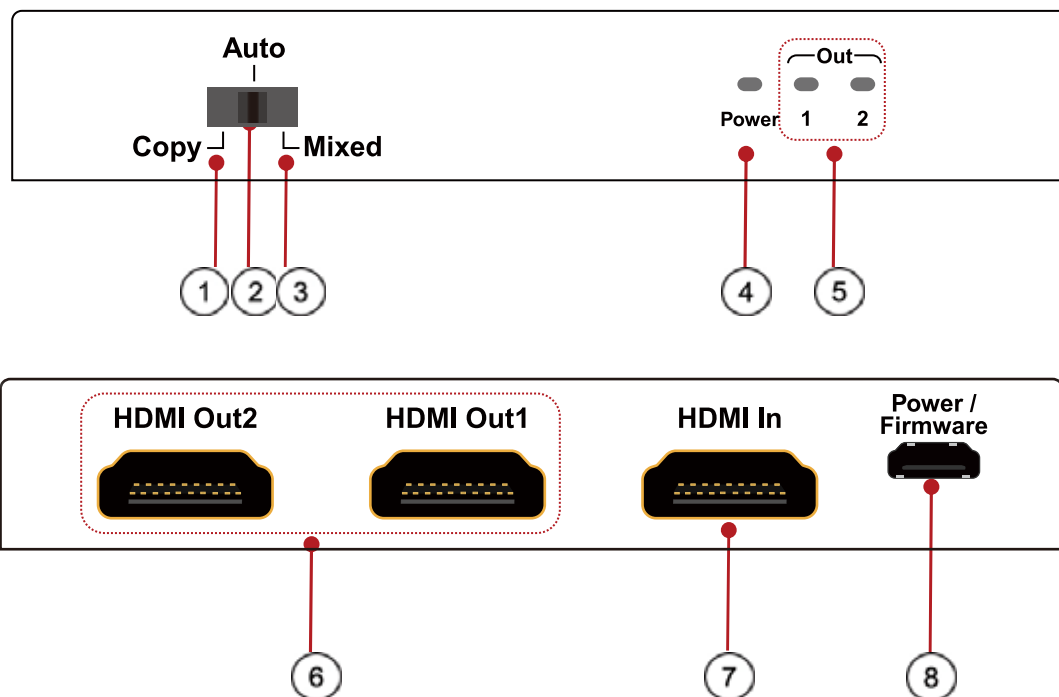 Auto
Out
Copy
Mixed
Power 1 2
1 2 3 4 5
HDMI Out2 HDMI Out1 HDMI In Power /
Firmware
6 7 8